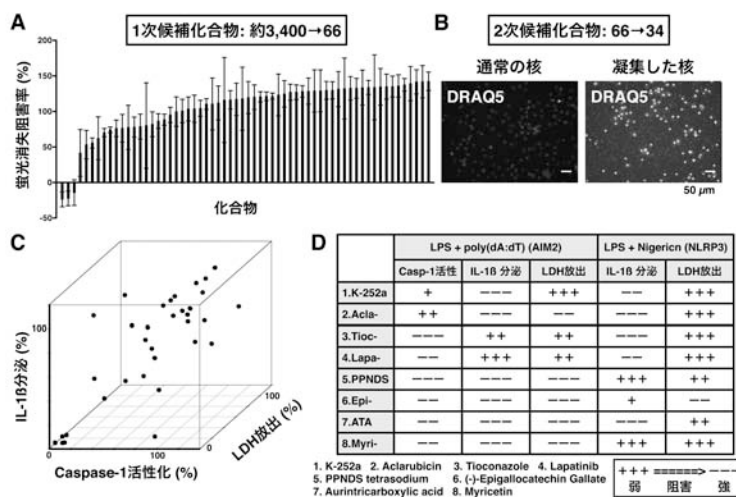 A
1次候補化合物: 約3,400→66
蛍光消失阻害率 (%)
200
150
100
50
0
-50
化合物
B
2次候補化合物: 66→34
通常の核
凝集した核
DRAQ5
DRAQ5
50 µm
C
IL-1ß分泌 (%)
100
0
100
0
100
Caspase-1活性化 (%)
LDH放出 (%)
D
LPS + poly(dA:dT) (AIM2)
LPS + Nigericn (NLRP3)
Casp-1活性
IL-1ß 分泌
LDH放出
IL-1ß 分泌
LDH放出
1.K-252a + −−− +++ −− +++
2.Acla- ++ −−− −− −−− +++
3.Tioc- −−− ++ ++ −−− +++
4.Lapa- −− +++ ++ −− +++
5.PPNDS −−− −−− −−− +++ ++
6.Epi- −− −−− −−− + −−
7.ATA −− −−− −−− −−− ++
8.Myri- −− −−− −−− +++ +++
1. K-252a 2. Aclarubicin 3. Tioconazole 4. Lapatinib
5. PPNDS tetrasodium 6. (-)-Epigallocatechin Gallate
7. Aurintricarboxylic acid 8. Myricetin
+++ −−−
弱 阻害 強